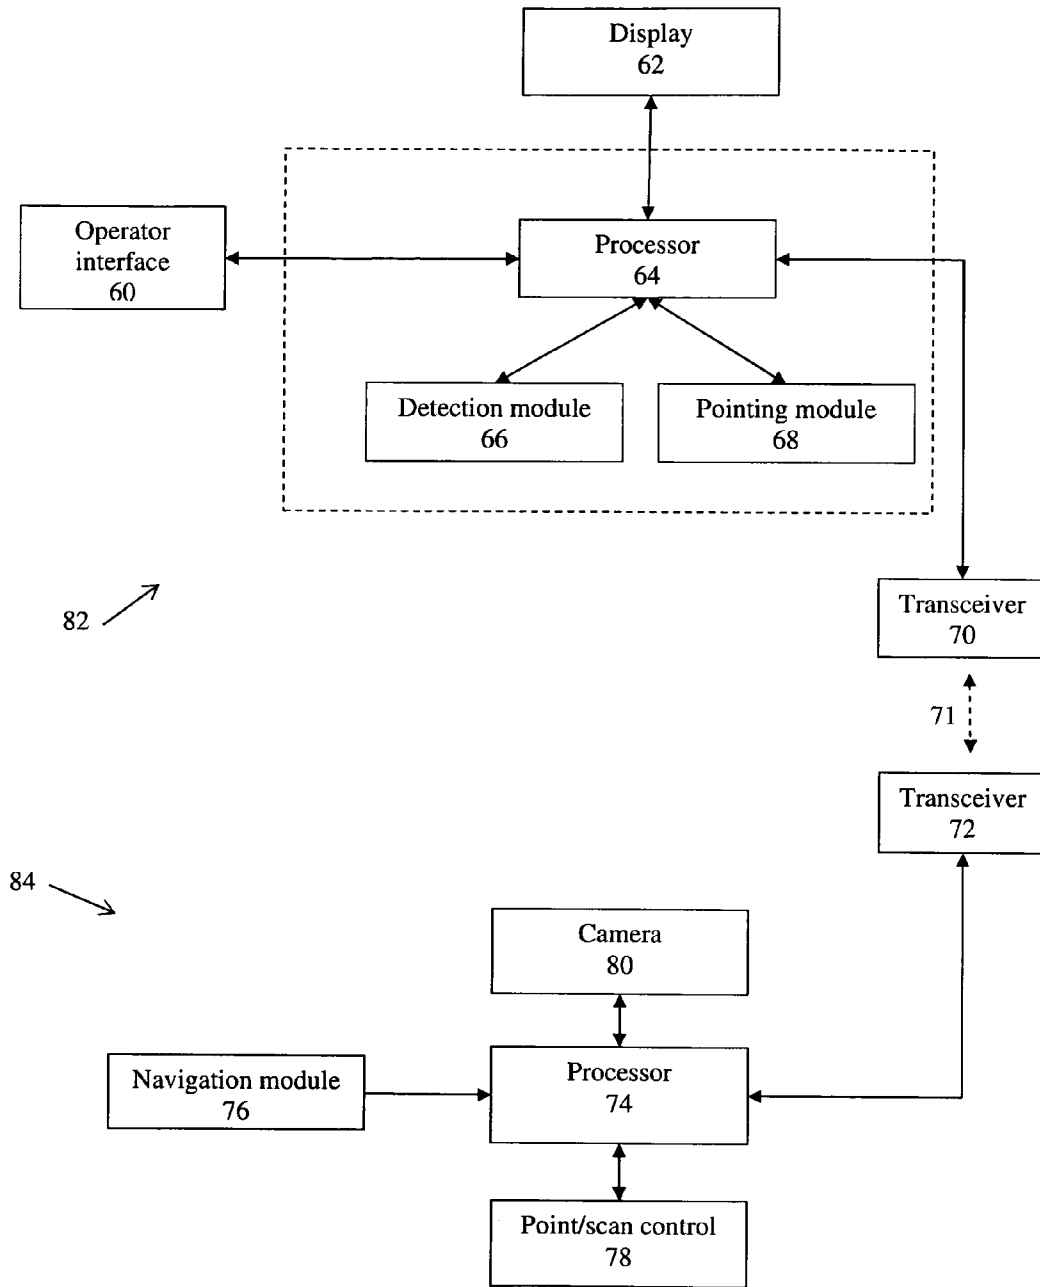 Display
62
Operator
interface
60
Processor
64
Detection module
66
Pointing module
68
82
Transceiver
70
71
Transceiver
72
84
Camera
80
Navigation module
76
Processor
74
Point/scan control
78